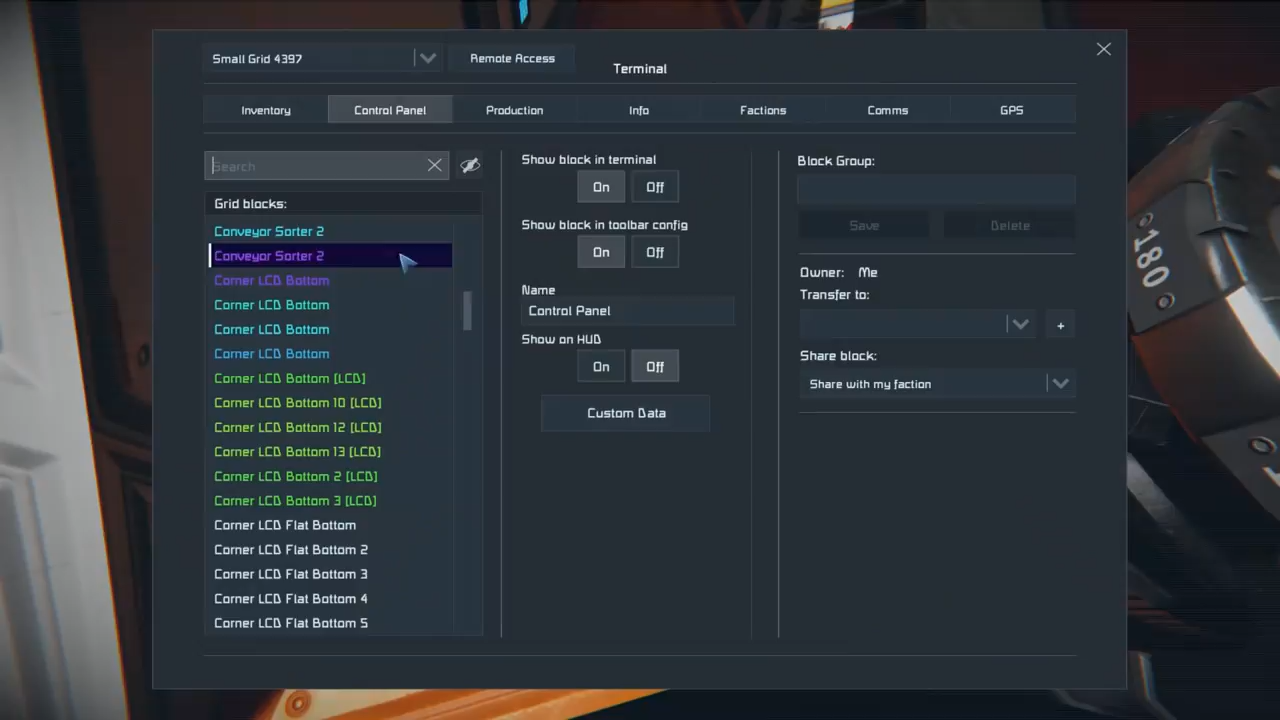 Small Grid 4397
Remote Access
Terminal
Inventory
Control Panel
Production
Info
Factions
Comms
GPS
Search
Grid blocks:
Conveyor Sorter 2
Conveyor Sorter 2
Corner LCD Bottom
Corner LCD Bottom
Corner LCD Bottom
Corner LCD Bottom
Corner LCD Bottom [LCD]
Corner LCD Bottom 10 [LCD]
Corner LCD Bottom 12 [LCD]
Corner LCD Bottom 13 [LCD]
Corner LCD Bottom 2 [LCD]
Corner LCD Bottom 3 [LCD]
Corner LCD Flat Bottom
Corner LCD Flat Bottom 2
Corner LCD Flat Bottom 3
Corner LCD Flat Bottom 4
Corner LCD Flat Bottom 5
Show block in terminal
On Off
Show block in toolbar config
On Off
Name
Control Panel
Show on HUD
On Off
Custom Data
Block Group:
Save Delete
Owner: Me
Transfer to:
+
Share block:
Share with my faction
180